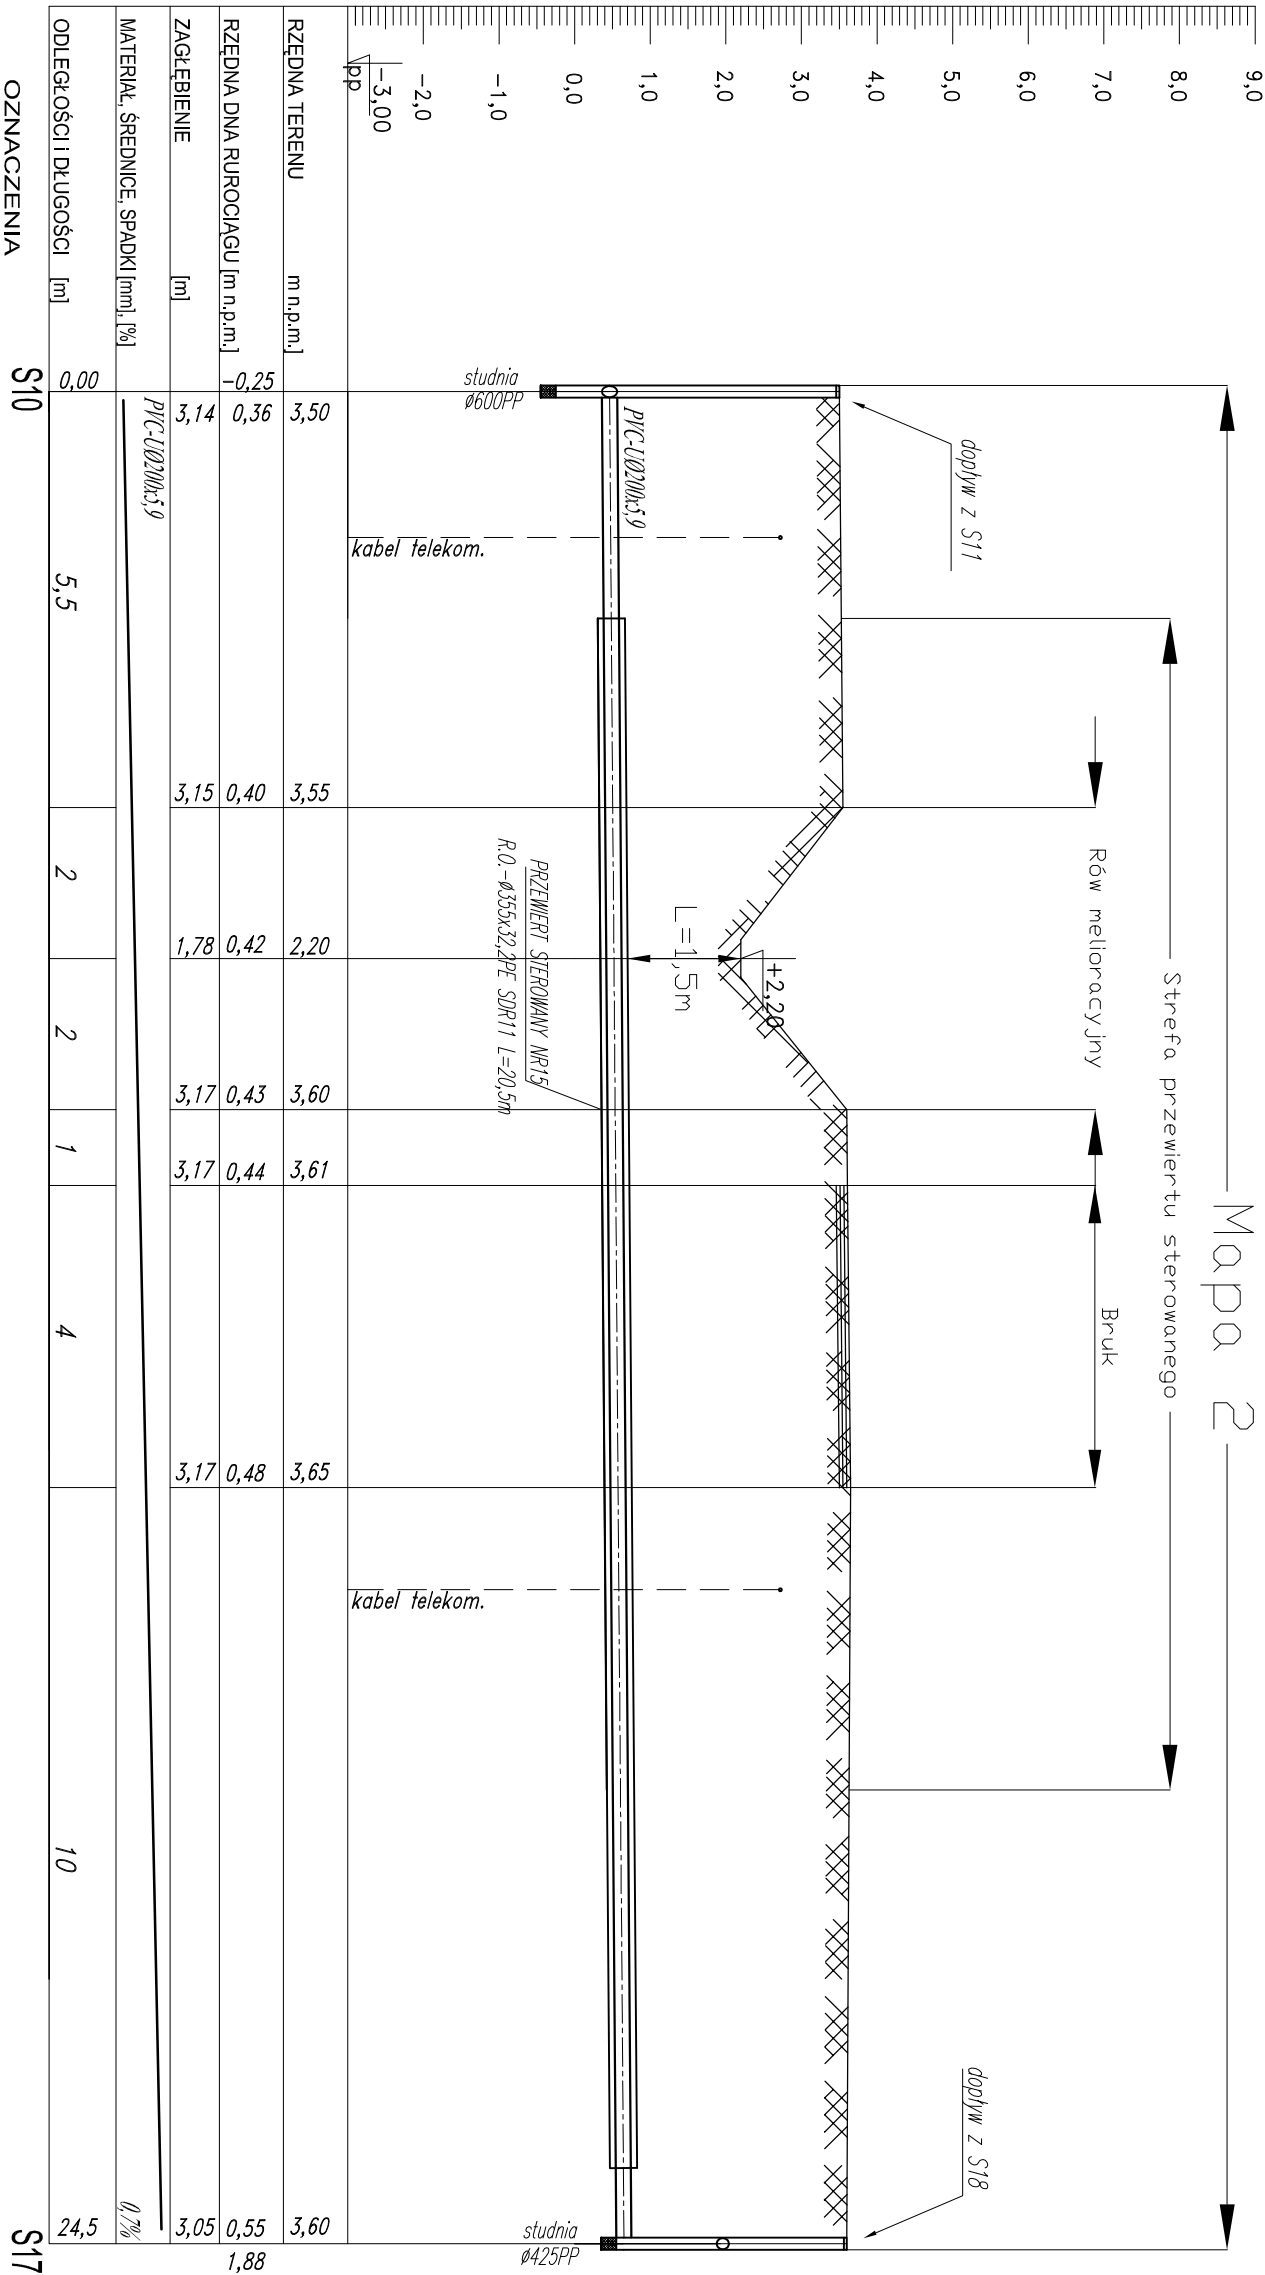 Mapa 2
Strefa przewiertu sterowanego
Rów melioracyjny
Bruk
dopływ z S11
dopływ z S18
9,0
8,0
7,0
6,0
5,0
4,0
3,0
2,0
1,0
0,0
-1,0
-2,0
-3,00
pp
+2,20
L=1,5m
PVC-UØ200x5,9
PRZEWIERT STEROWANY NR15
R.O.-ø355x32,2PE SDR11 L=20,5m
studnia
ø600PP
studnia
ø425PP
kabel telekom.
kabel telekom.
RZĘDNA TERENU m n.p.m.]
3,50 3,55 2,20 3,60 3,61 3,65 3,60
RZĘDNA DNA RUROCIĄGU [m n.p.m.]
-0,25
0,36 0,40 0,42 0,43 0,44 0,48 0,55
1,88
ZAGŁĘBIENIE [m]
3,14 3,15 1,78 3,17 3,17 3,17 3,05
MATERIAŁ, ŚREDNICE, SPADKI [mm], [%]
PVC-UØ200x5,9 0,7%
ODLEGŁOŚCI i DŁUGOŚCI [m]
0,00 5,5 2 2 1 4 10 24,5
S10 S17
OZNACZENIA